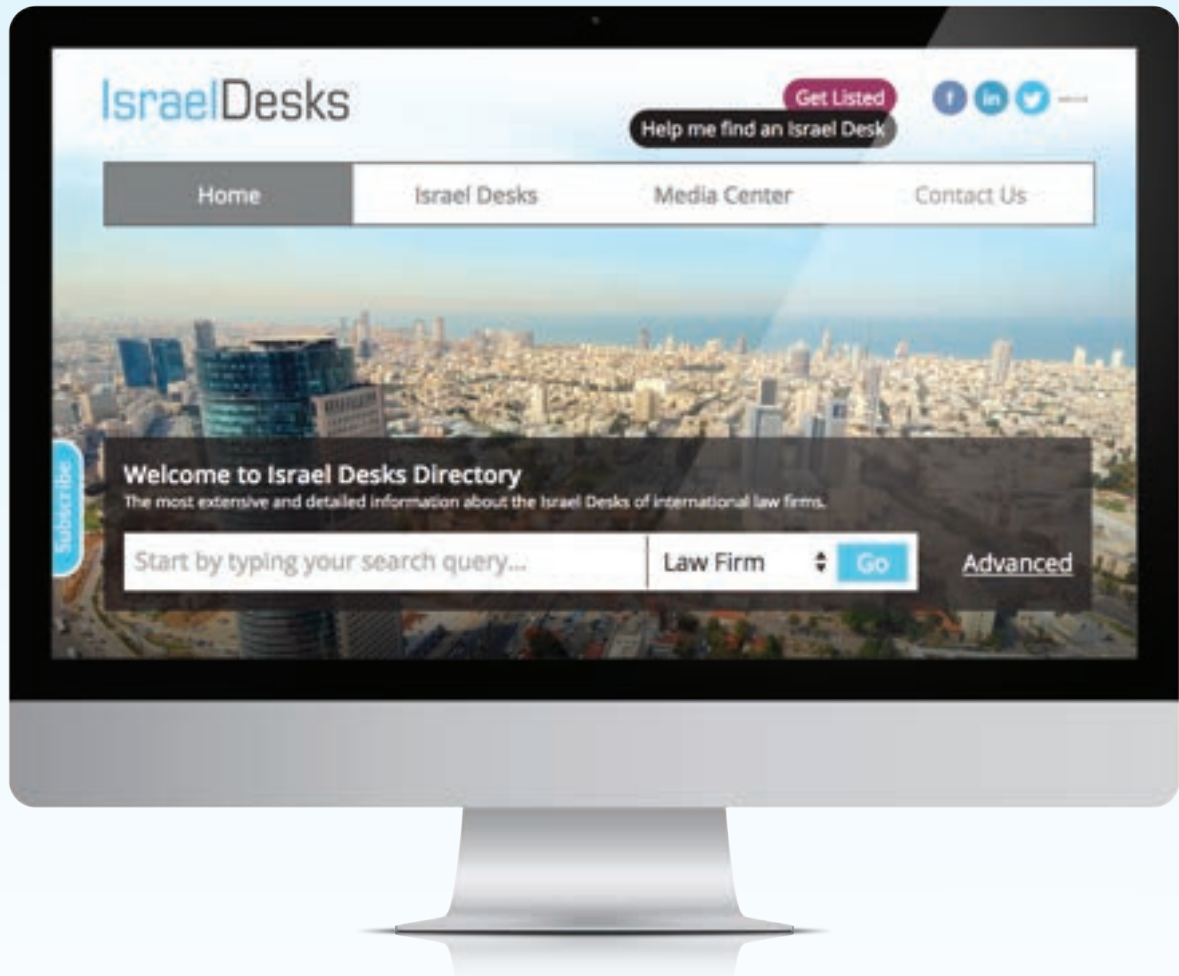 IsraelDesks
Get Listed
f in
Help me find an Israel Desk
Home Israel Desks Media Center Contact Us
Subscribe
Welcome to Israel Desks Directory
The most extensive and detailed information about the Israel Desks of international law firms.
Start by typing your search query... Law Firm Go Advanced